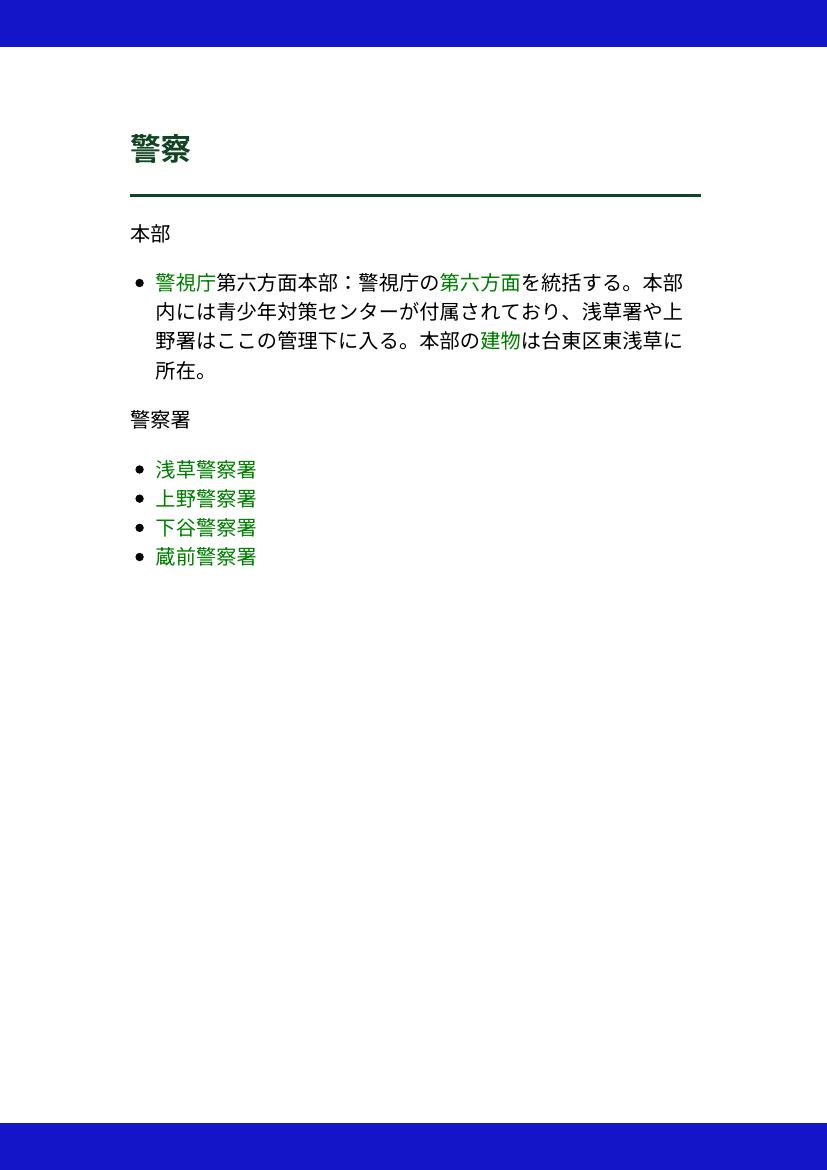 警察
本部
警視庁第六方面本部：警視庁の第六方面を統括する。本部
内には青少年対策センターが付属されており、浅草署や上
野署はここの管理下に入る。本部の建物は台東区東浅草に
所在。
警察署
浅草警察署
上野警察署
下谷警察署
蔵前警察署